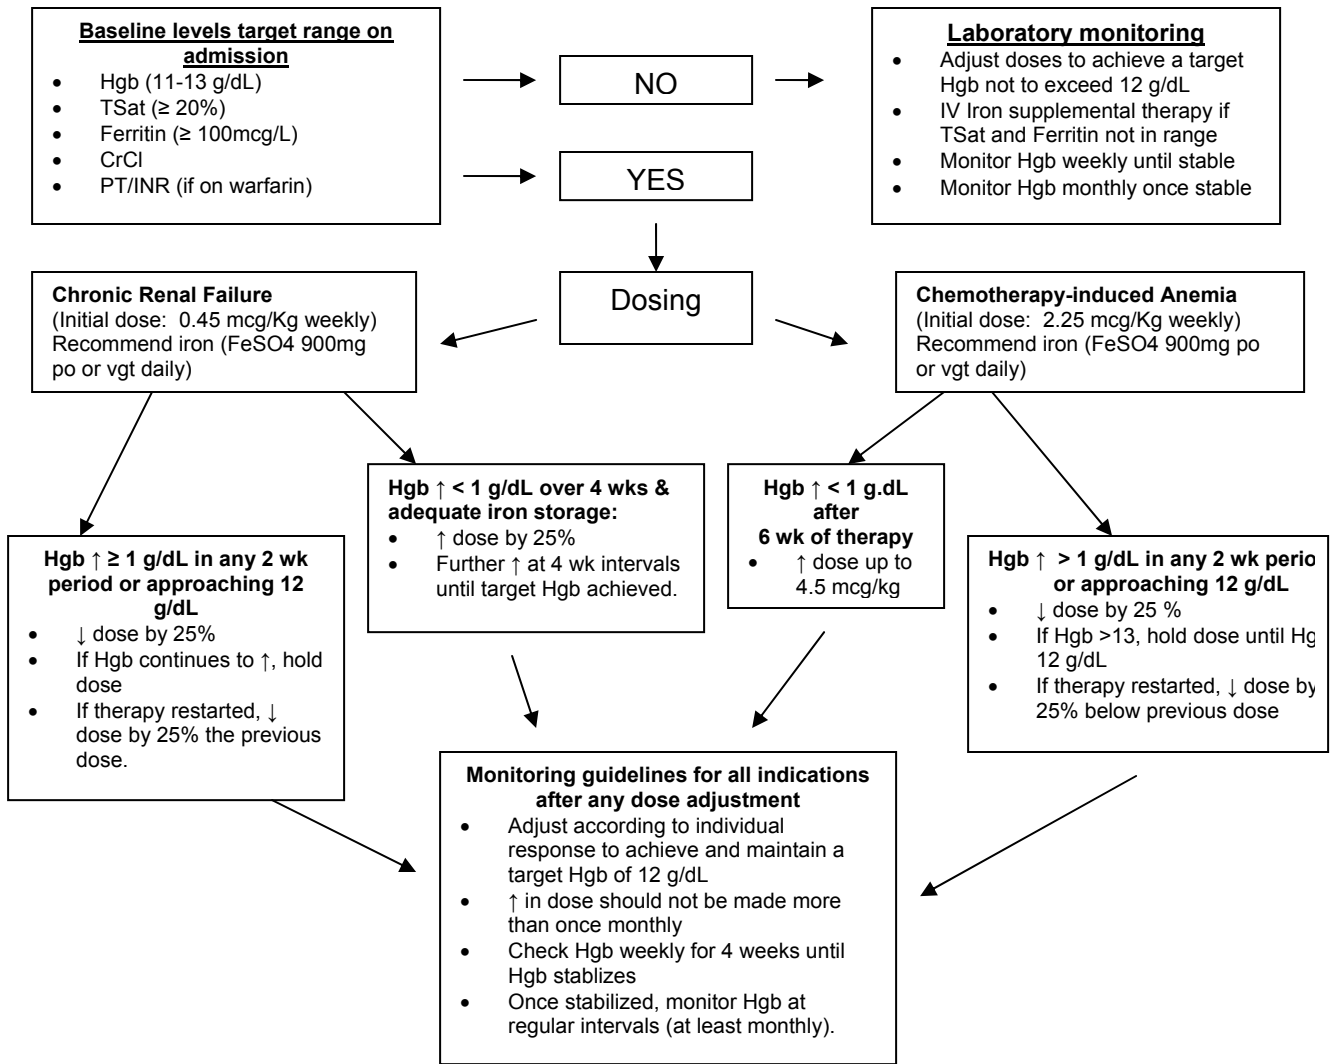 Baseline levels target range on
admission
• Hgb (11-13 g/dL)
• TSat (≥ 20%)
• Ferritin (≥ 100mcg/L)
• CrCl
• PT/INR (if on warfarin)
NO
YES
Laboratory monitoring
• Adjust doses to achieve a target
Hgb not to exceed 12 g/dL
• IV Iron supplemental therapy if
TSat and Ferritin not in range
• Monitor Hgb weekly until stable
• Monitor Hgb monthly once stable
Dosing
Chronic Renal Failure
(Initial dose: 0.45 mcg/Kg weekly)
Recommend iron (FeSO4 900mg
po or vgt daily)
Chemotherapy-induced Anemia
(Initial dose: 2.25 mcg/Kg weekly)
Recommend iron (FeSO4 900mg po
or vgt daily)
Hgb ↑ ≥ 1 g/dL in any 2 wk
period or approaching 12
g/dL
• ↓ dose by 25%
• If Hgb continues to ↑, hold
dose
• If therapy restarted, ↓
dose by 25% the previous
dose.
Hgb ↑ < 1 g/dL over 4 wks &
adequate iron storage:
• ↑ dose by 25%
• Further ↑ at 4 wk intervals
until target Hgb achieved.
Hgb ↑ < 1 g.dL
after
6 wk of therapy
• ↑ dose up to
4.5 mcg/kg
Hgb ↑ > 1 g/dL in any 2 wk
or approaching 12 g/dL
• ↓ dose by 25 %
• If Hgb >13, hold dose until
12 g/dL
• If therapy restarted, ↓ dose by
25% below previous dose
Monitoring guidelines for all indications
after any dose adjustment
• Adjust according to individual
response to achieve and maintain a
target Hgb of 12 g/dL
• ↑ in dose should not be made more
than once monthly
• Check Hgb weekly for 4 weeks until
Hgb stablizes
• Once stabilized, monitor Hgb at
regular intervals (at least monthly).